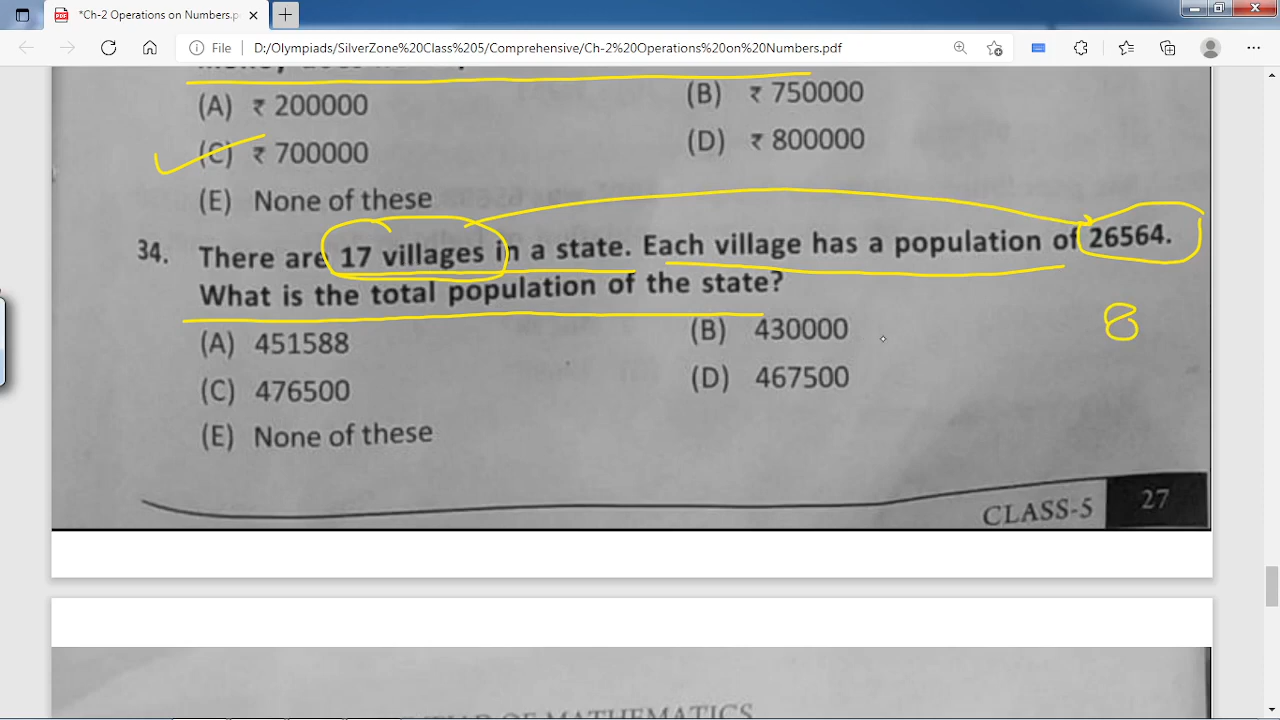 *Ch-2 Operations on Numbers.p
File D:/Olympiads/SilverZone%20Class%205/Comprehensive/Ch-2%20Operations%20on%20Numbers.pdf
(A) ₹ 200000
(B) ₹ 750000
(C) ₹ 700000
(D) ₹ 800000
(E) None of these
34. There are 17 villages in a state. Each village has a population of 26564.
What is the total population of the state?
8
(A) 451588
(B) 430000
(C) 476500
(D) 467500
(E) None of these
CLASS-5 27
OF MATHEMATICS